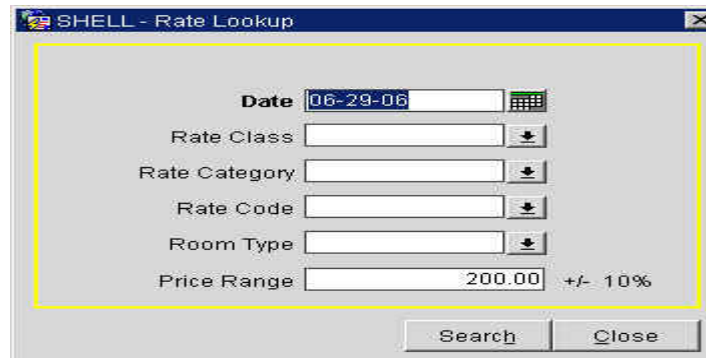 SHELL - Rate Lookup
Date 06-29-06
Rate Class
Rate Category
Rate Code
Room Type
Price Range 200.00 +/- 10%
Search Close